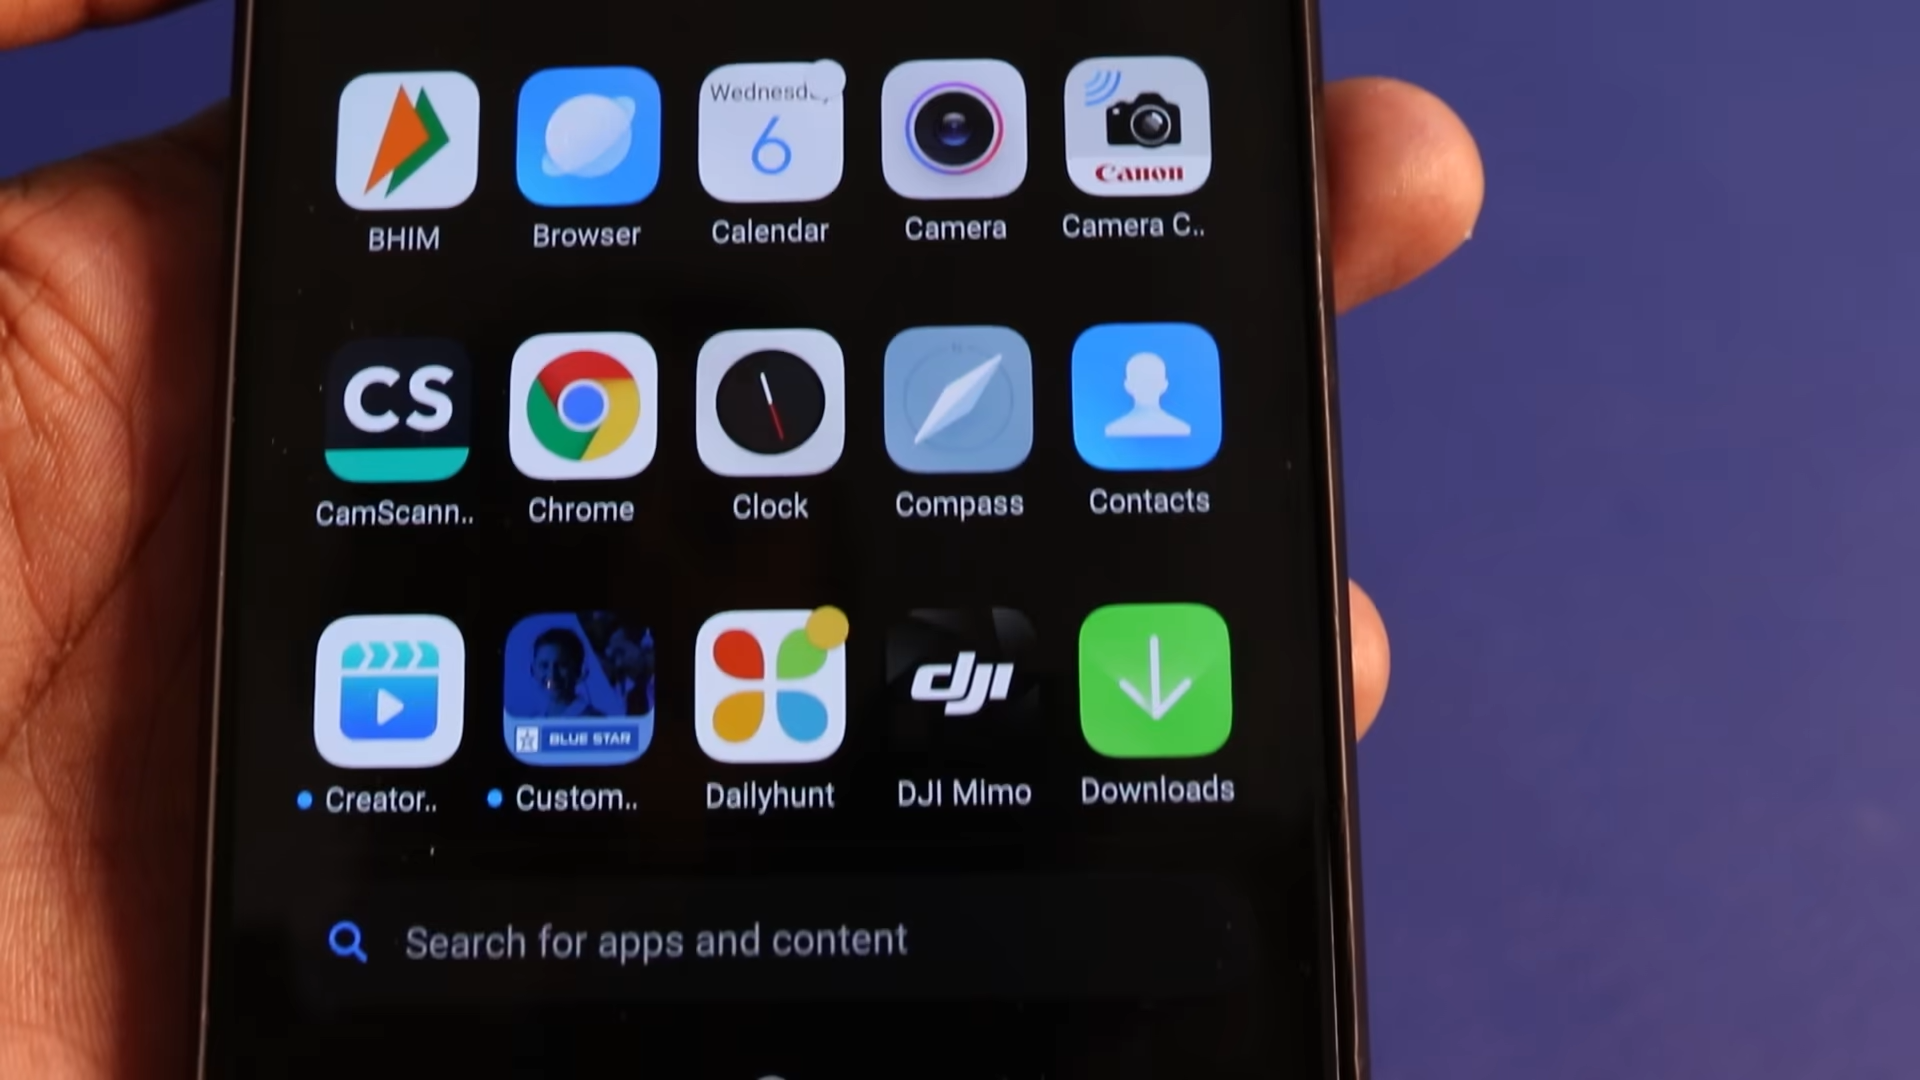 Wednesday
6
Canon
BHIM
Browser
Calendar
Camera
Camera C..
CS
CamScann..
Chrome
Clock
Compass
Contacts
BLUE STAR
dji
Creator..
Custom..
Dailyhunt
DJI Mimo
Downloads
Search for apps and content